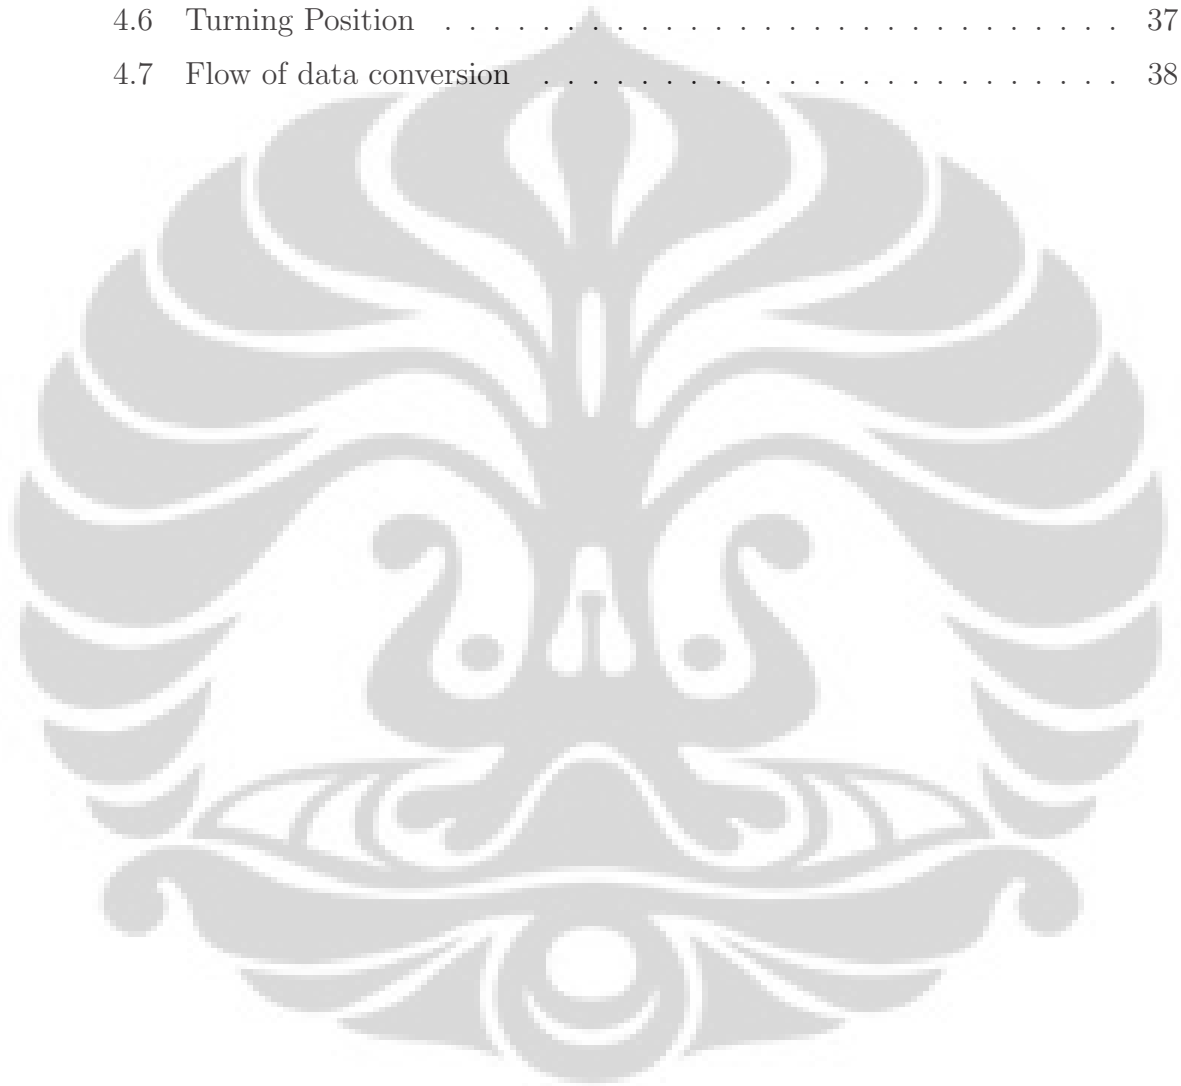 4.6 Turning Position . . . . . . . . . . . . . . . . . . . . . . . . . . . . . . . . 37
4.7 Flow of data conversion . . . . . . . . . . . . . . . . . . . . . . . . . . . . 38